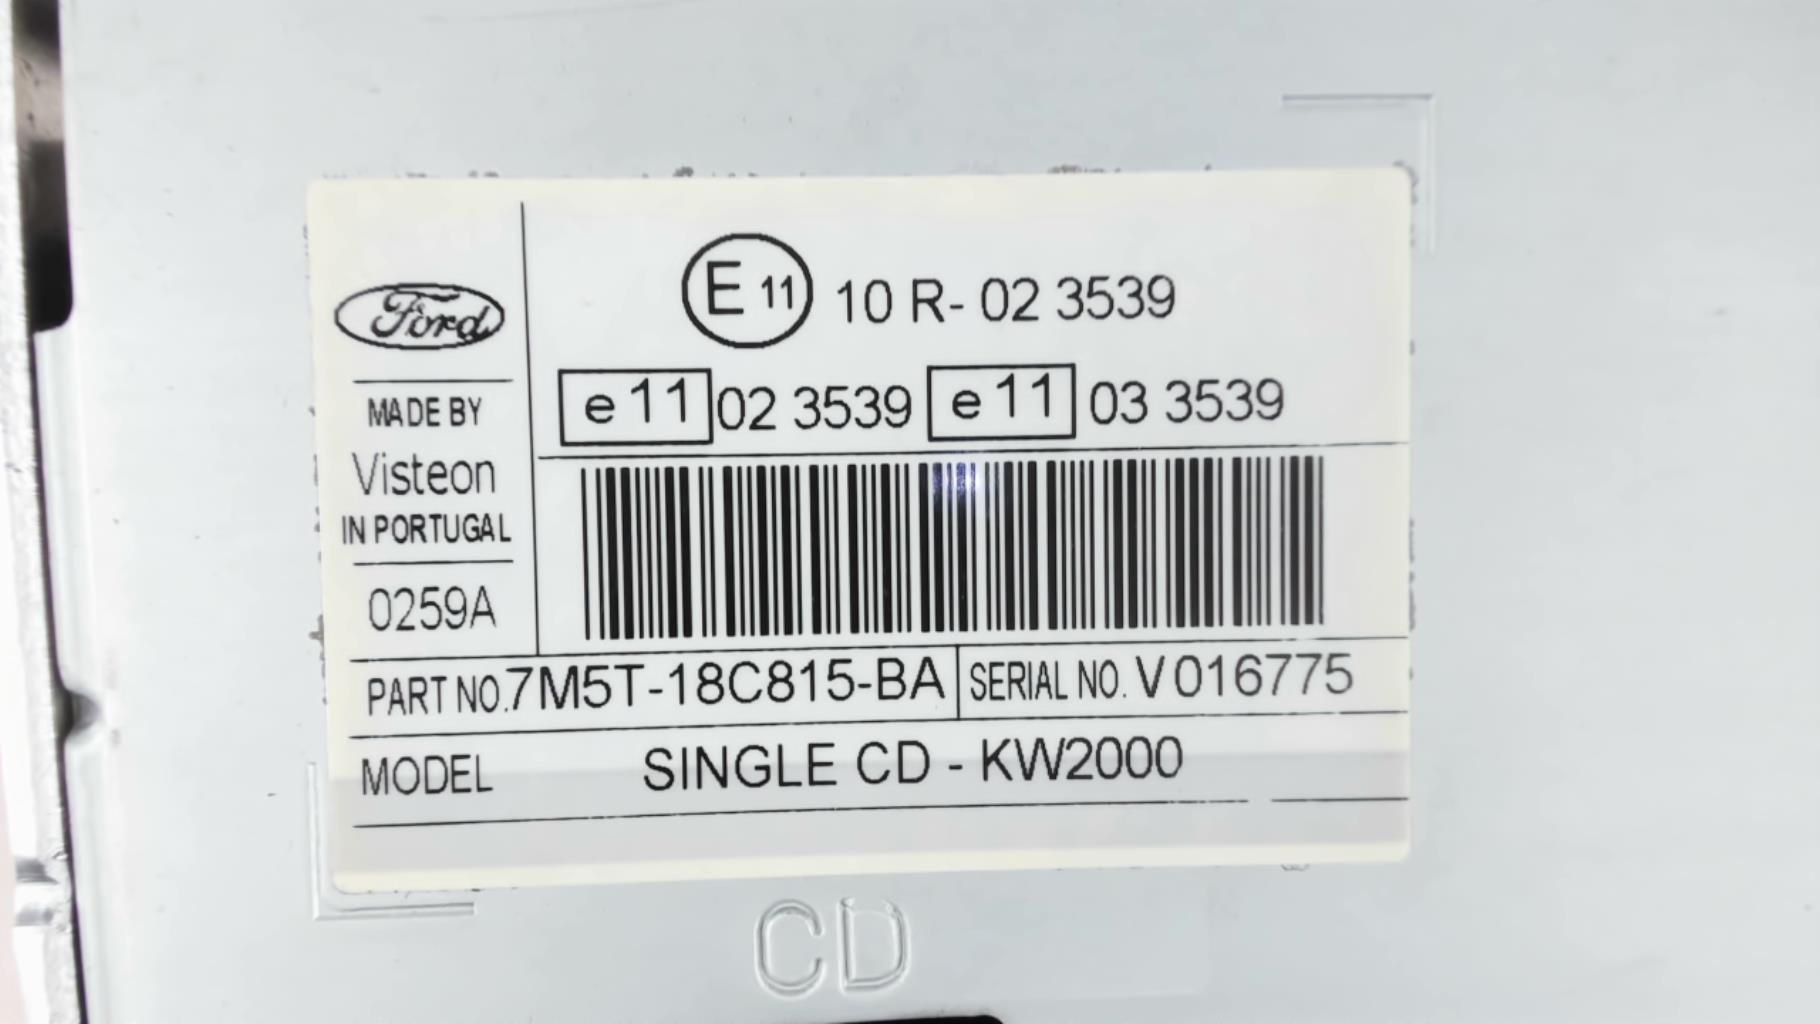 Ford
MADE BY
Visteon
IN PORTUGAL
0259A
E 11 10 R- 02 3539
e 11 02 3539 e 11 03 3539
PART NO. 7M5T-18C815-BA SERIAL NO. V 016775
MODEL SINGLE CD - KW2000
CD